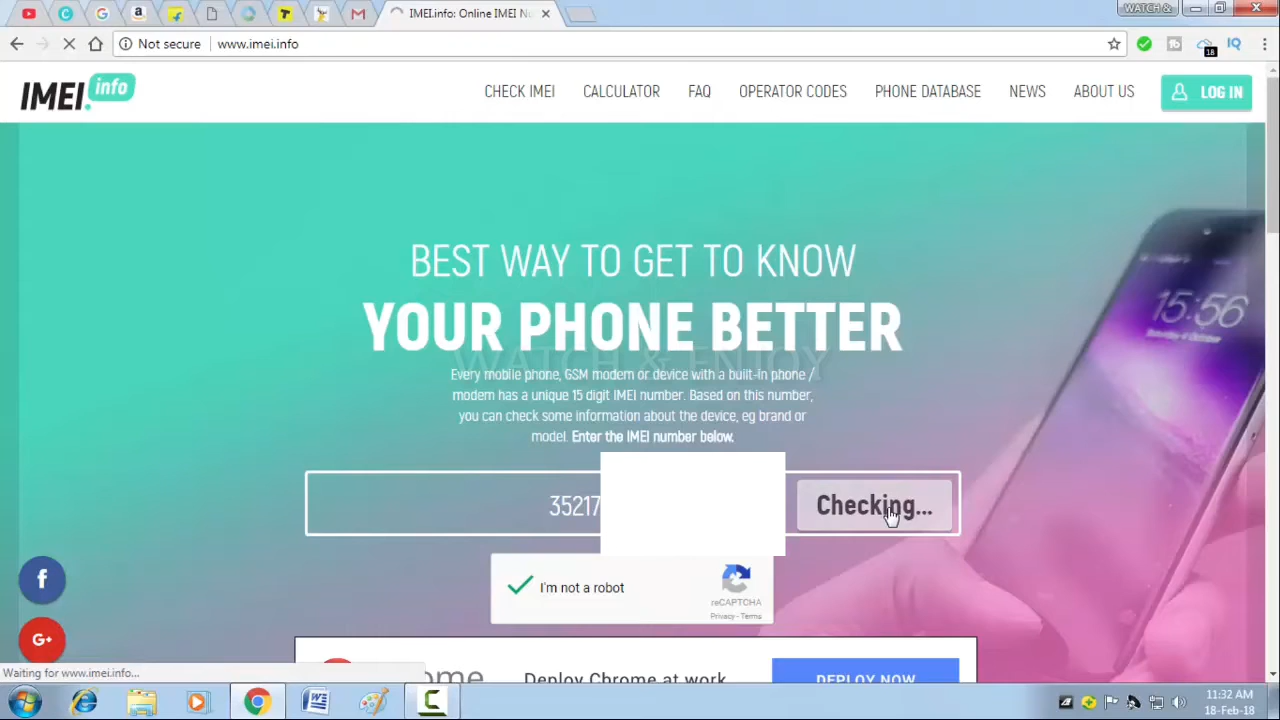 WATCH &
IMEI.info: Online IMEI Nu
Not secure
www.imei.info
18
IMEI.info
CHECK IMEI
CALCULATOR
FAQ
OPERATOR CODES
PHONE DATABASE
NEWS
ABOUT US
LOG IN
BEST WAY TO GET TO KNOW
YOUR PHONE BETTER
WATCH & ENJOY
Every mobile phone, GSM modem or device with a built-in phone /
modem has a unique 15 digit IMEI number. Based on this number,
you can check some information about the device, eg brand or
model. Enter the IMEI number below.
35217
Checking...
15:56
I'm not a robot
reCAPTCHA
Privacy - Terms
Deploy Chrome at work
DEPLOY NOW
Waiting for www.imei.info...
11:32 AM
18-Feb-18